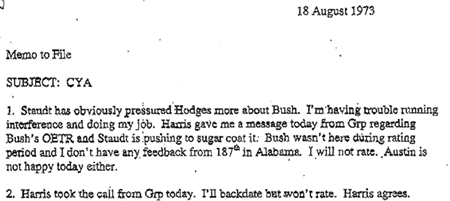 18 August 1973
Memo to File
SUBJECT: CYA
1. Staudt has obviously pressured Hodges more about Bush. I'm having trouble running
interference and doing my job. Harris gave me a message today from Grp regarding
Bush's OETR and Staudt is pushing to sugar coat it. Bush wasn't here during rating
period and I don't have any feedback from 187th in Alabama. I will not rate. Austin is
not happy today either.
2. Harris took the call from Grp today. I'll backdate but won't rate. Harris agrees.